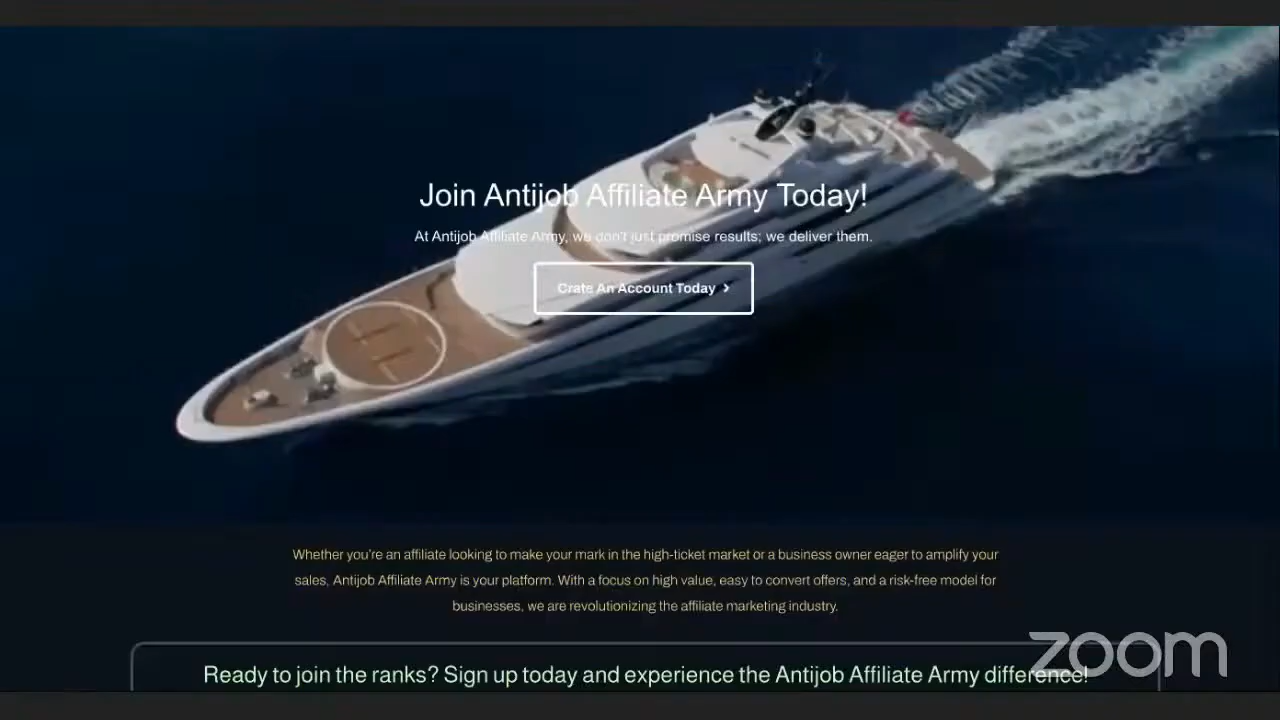 Join Antijob Affiliate Army Today!
At Antijob Affiliate Army, we don't just promise results; we deliver them.
Crate An Account Today >
Whether you're an affiliate looking to make your mark in the high-ticket market or a business owner eager to amplify your
sales, Antijob Affiliate Army is your platform. With a focus on high value, easy to convert offers, and a risk-free model for
businesses, we are revolutionizing the affiliate marketing industry.
Ready to join the ranks? Sign up today and experience the Antijob Affiliate Army difference!
zoom